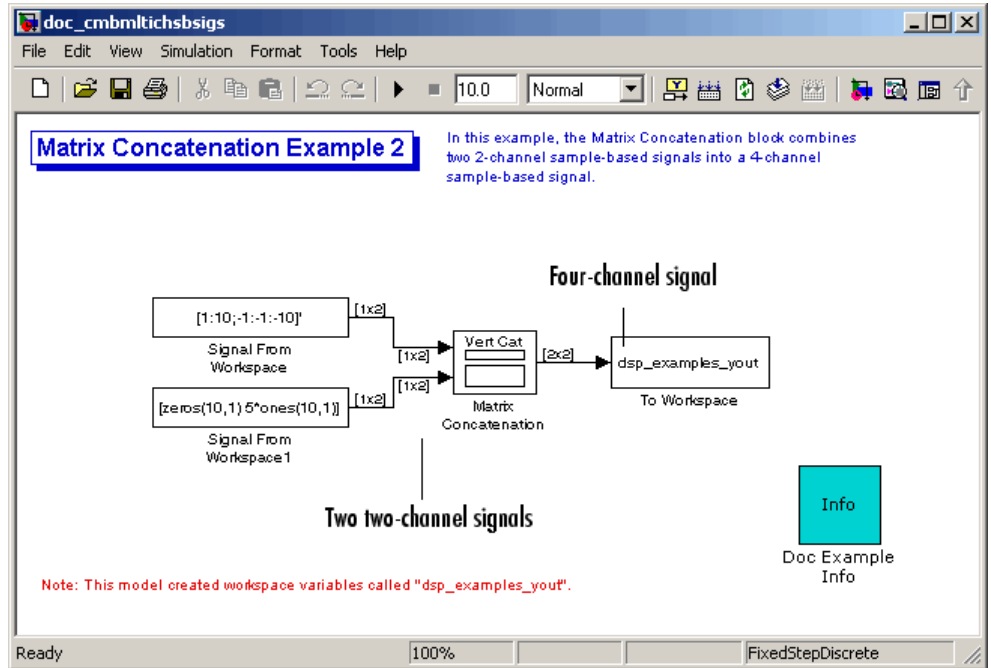 doc_cmbmltichsbsigs
File Edit View Simulation Format Tools Help
10.0 Normal
Matrix Concatenation Example 2
In this example, the Matrix Concatenation block combines
two 2-channel sample-based signals into a 4-channel
sample-based signal.
Four-channel signal
[1:10;-1:-1:-10]'
[1x2]
Signal From
Workspace
[1x2]
Vert Cat
[2x2]
dsp_examples_yout
To Workspace
[1x2]
Matrix
Concatenation
[zeros(10,1) 5*ones(10,1)]
[1x2]
Signal From
Workspace1
Two two-channel signals
Info
Doc Example
Info
Note: This model created workspace variables called "dsp_examples_yout".
Ready 100% FixedStepDiscrete